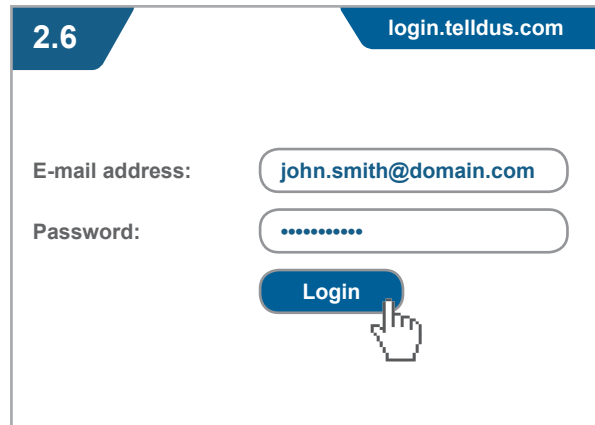 2.6
login.telldus.com
E-mail address:
john.smith@domain.com
Password:
•••••••••••
Login